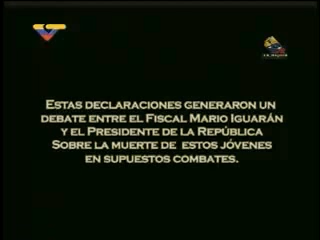 ESTAS DECLARACIONES GENERARON UN
DEBATE ENTRE EL FISCAL MARIO IGUARÁN
Y EL PRESIDENTE DE LA REPÚBLICA
SOBRE LA MUERTE DE ESTOS JÓVENES
EN SUPUESTOS COMBATES.